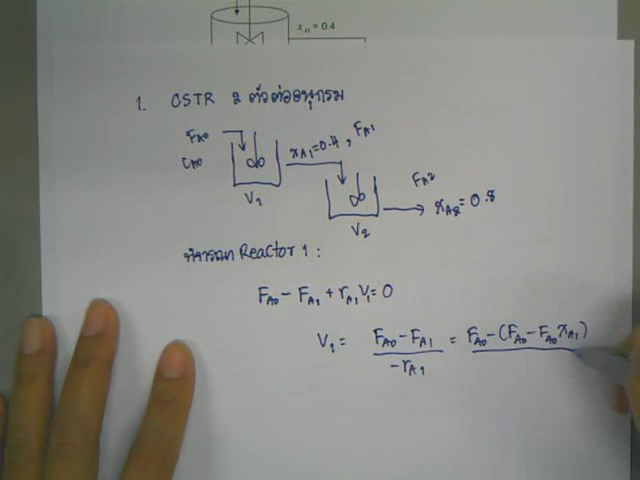 x_A1 = 0.4
1. CSTR 2 ตัวต่ออนุกรม
F_A0
C_A0
x_A1 = 0.4 , F_A1
V_1
F_A2
x_A2 = 0.8
V_2
พิจารณา Reactor 1 :
F_A0 - F_A1 + r_A1 V_1 = 0
V_1 = (F_A0 - F_A1) / (-r_A1) = F_A0 - (F_A0 - F_A0 x_A1)